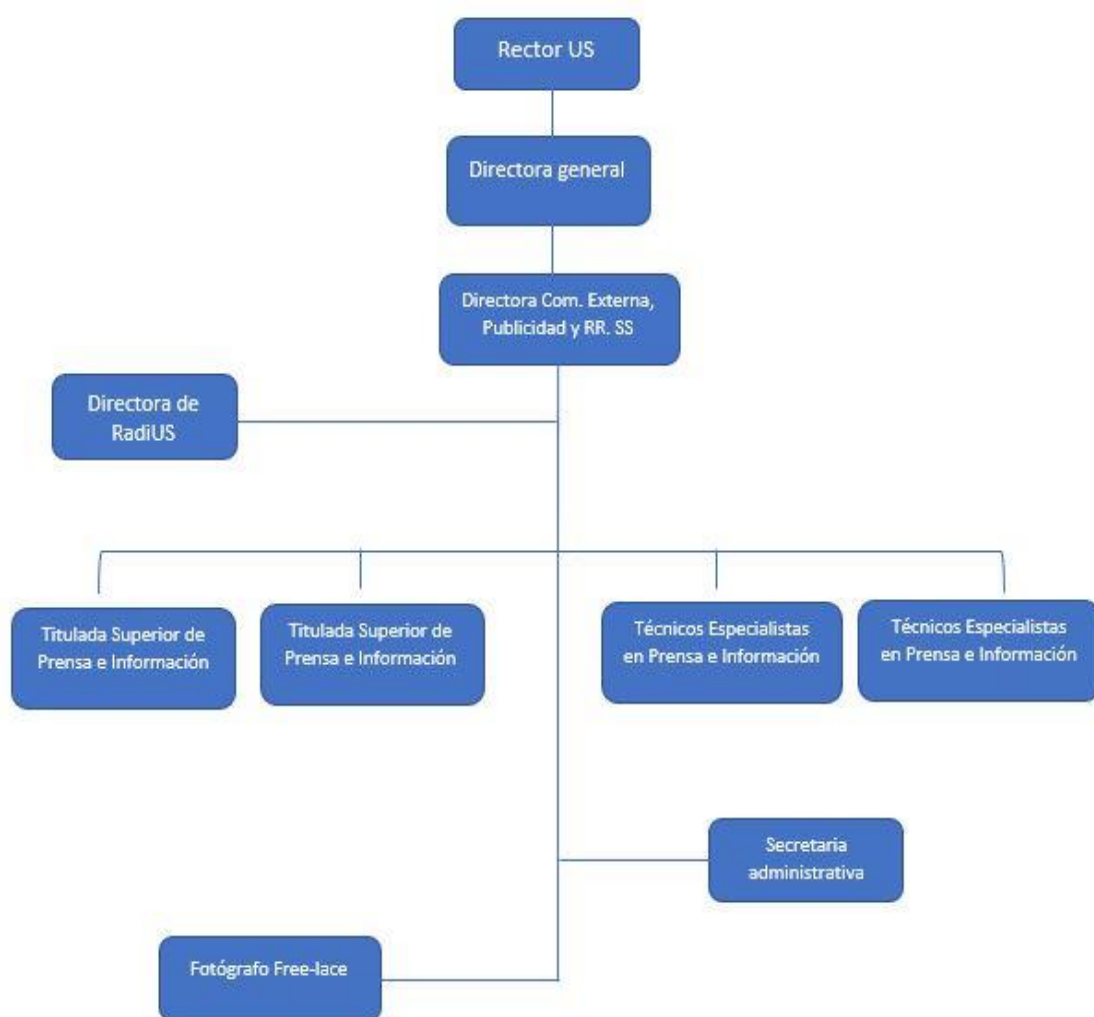 Rector US
Directora general
Directora Com. Externa,
Publicidad y RR. SS
Directora de
RadiUS
Titulada Superior de
Prensa e Información
Titulada Superior de
Prensa e Información
Técnicos Especialistas
en Prensa e Información
Técnicos Especialistas
en Prensa e Información
Secretaria
administrativa
Fotógrafo Free-lace